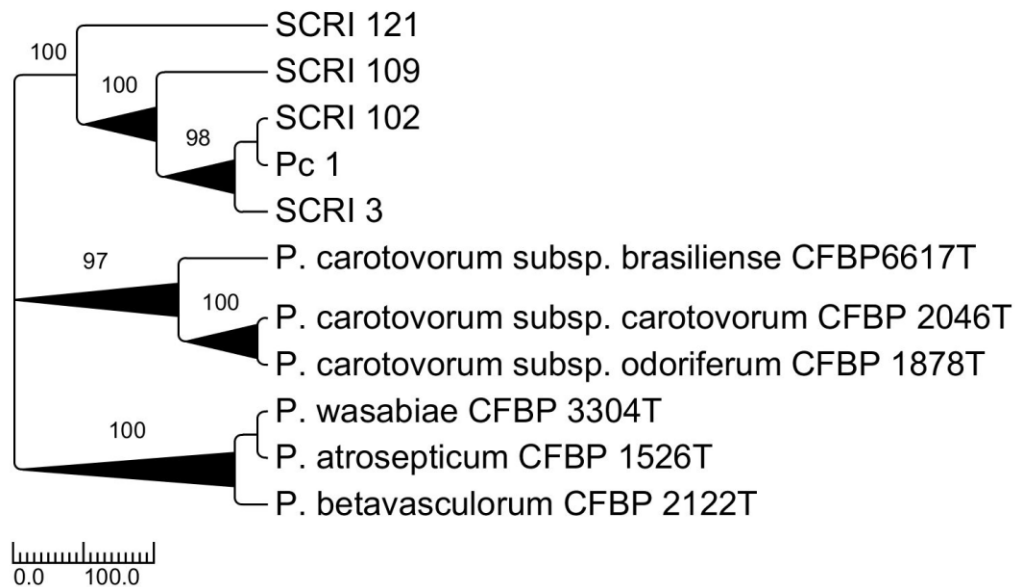 SCRI 121
100
SCRI 109
100
SCRI 102
98
Pc 1
SCRI 3
P. carotovorum subsp. brasiliense CFBP6617T
97
100
P. carotovorum subsp. carotovorum CFBP 2046T
P. carotovorum subsp. odoriferum CFBP 1878T
P. wasabiae CFBP 3304T
100
P. atrosepticum CFBP 1526T
P. betavasculorum CFBP 2122T
0.0 100.0